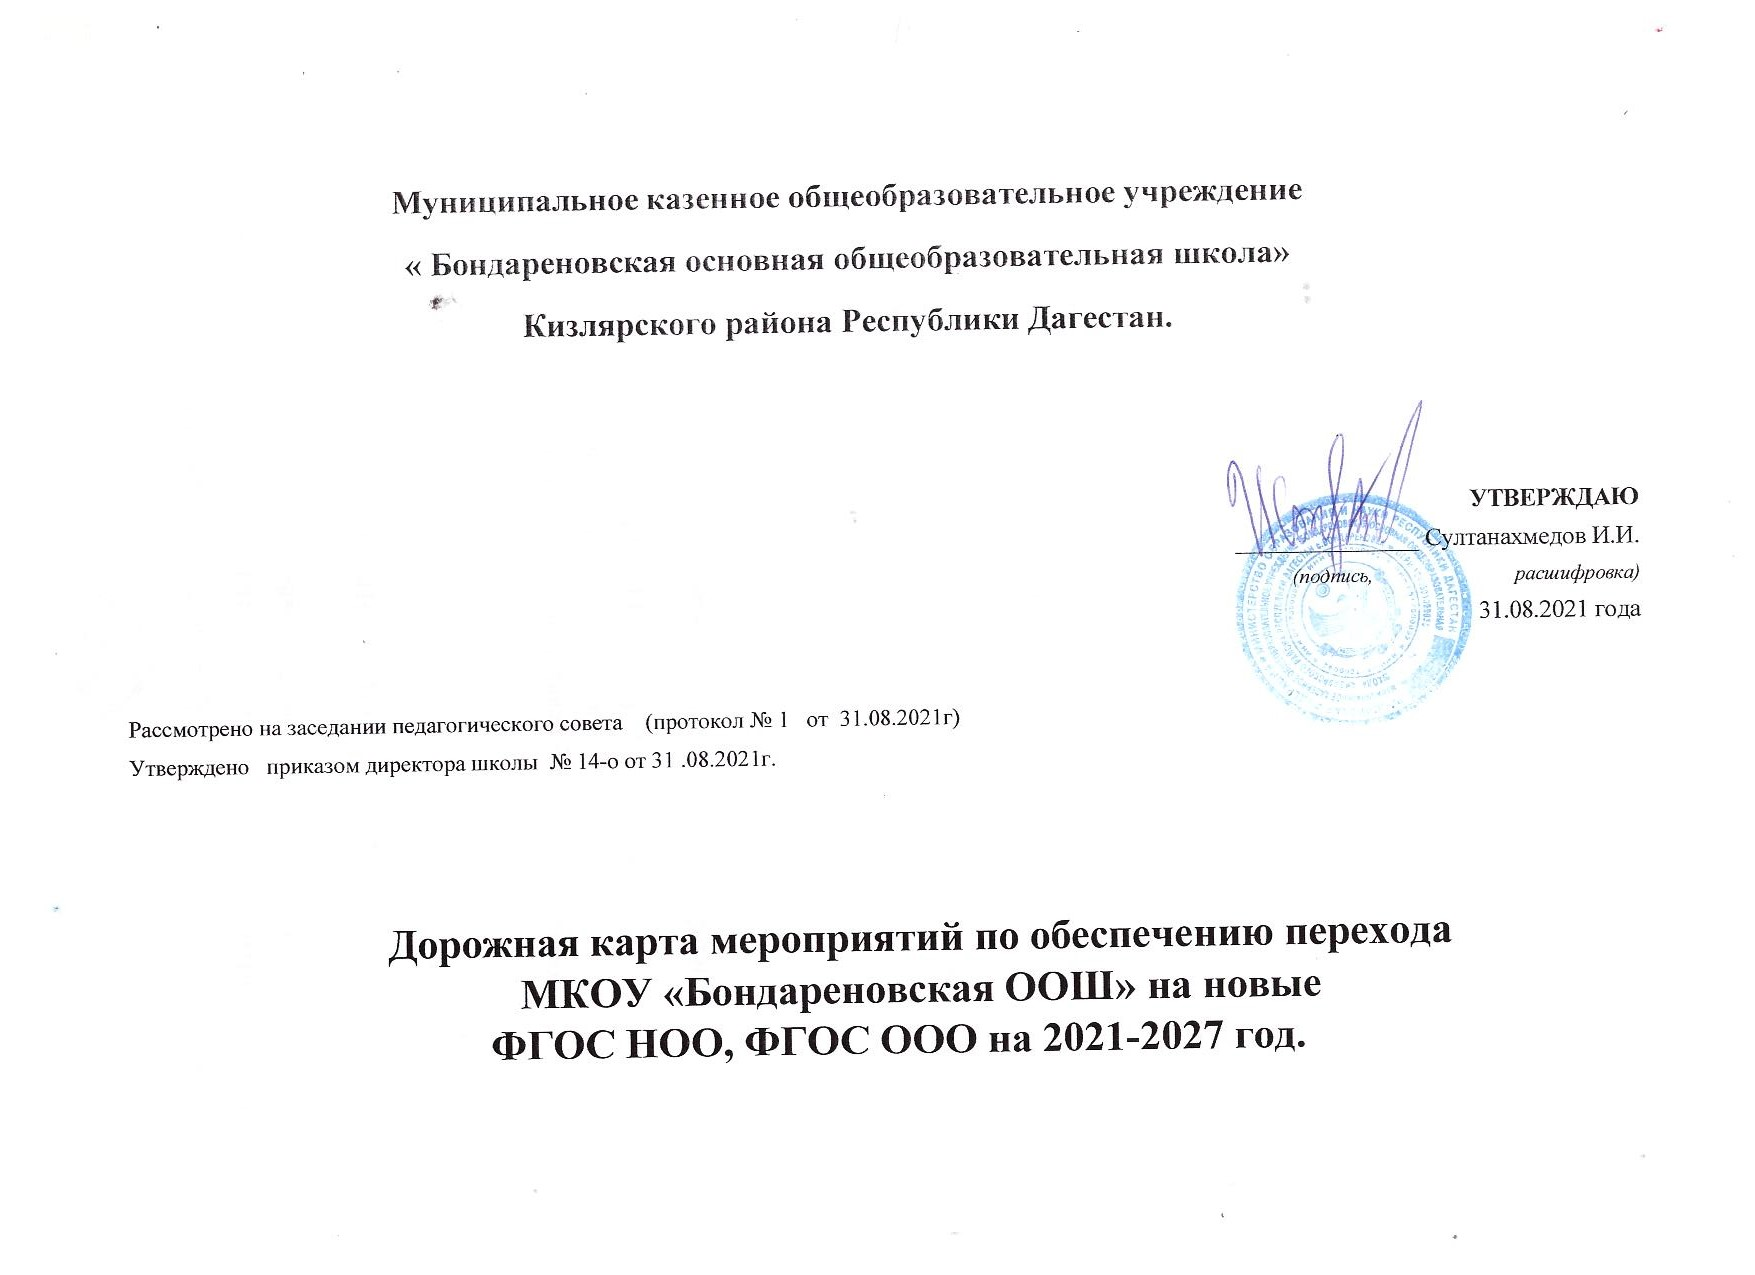 Муниципальное казенное общеобразовательное учреждение
« Бондареновская основная общеобразовательная школа»
Кизлярского района Республики Дагестан.
УТВЕРЖДАЮ
Султанахмедов И.И.
(подпись, расшифровка)
31.08.2021 года
Рассмотрено на заседании педагогического совета (протокол № 1 от 31.08.2021г)
Утверждено приказом директора школы № 14-о от 31 .08.2021г.
Дорожная карта мероприятий по обеспечению перехода
МКОУ «Бондареновская ООШ» на новые
ФГОС НОО, ФГОС ООО на 2021-2027 год.